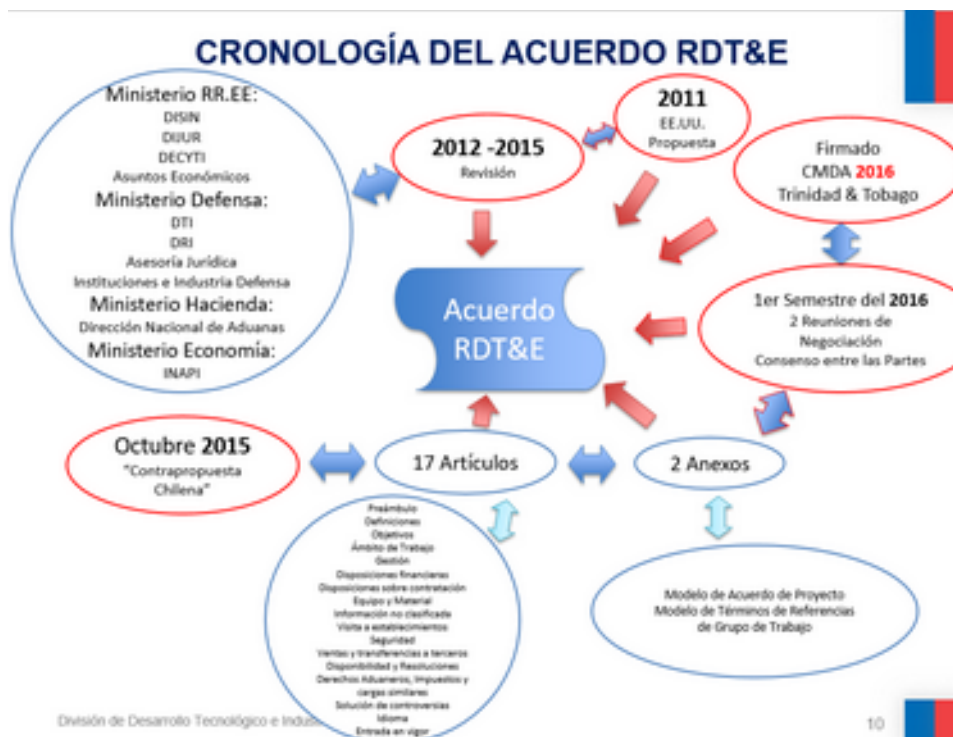 CRONOLOGÍA DEL ACUERDO RDT&E
Ministerio RR.EE:
DISIN
DIJUR
DECYTI
Asuntos Económicos
Ministerio Defensa:
DTI
DRI
Asesoría Jurídica
Instituciones e Industria Defensa
Ministerio Hacienda:
Dirección Nacional de Aduanas
Ministerio Economía:
INAPI
2012 -2015
Revisión
2011
EE.UU.
Propuesta
Firmado
CMDA 2016
Trinidad & Tobago
Acuerdo
RDT&E
1er Semestre del 2016
2 Reuniones de
Negociación
Consenso entre las Partes
Octubre 2015
"Contrapropuesta
Chilena"
17 Artículos
2 Anexos
Preámbulo
Definiciones
Objetivos
Ámbito de Trabajo
Gestión
Disposiciones financieras
Disposiciones sobre contratación
Equipo y Material
Información no clasificada
Visita a establecimientos
Seguridad
Ventas y transferencias a terceros
Disponibilidad y Resoluciones
Derechos Aduaneros, Impuestos y
cargas similares
Solución de controversias
Idioma
Entrada en vigor
Modelo de Acuerdo de Proyecto
Modelo de Términos de Referencias
de Grupo de Trabajo
División de Desarrollo Tecnológico e
10